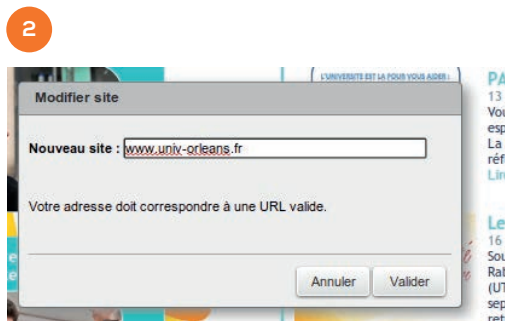 2
L'UNIVERSITE EST LA POUR VOUS AIDER :
Modifier site
Nouveau site : www.univ-orleans.fr
Votre adresse doit correspondre à une URL valide.
Annuler Valider
PA
13
Vou
esp
La
réf
Lir
Le
16
Sou
Ral
(UT
sep
ret